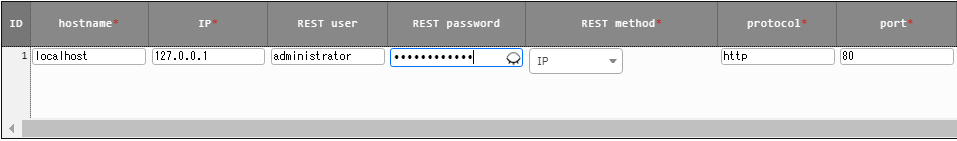 ID hostname* IP* REST user REST password REST method* protocol* port*
1 localhost 127.0.0.1 administrator •••••••••••• IP http 80